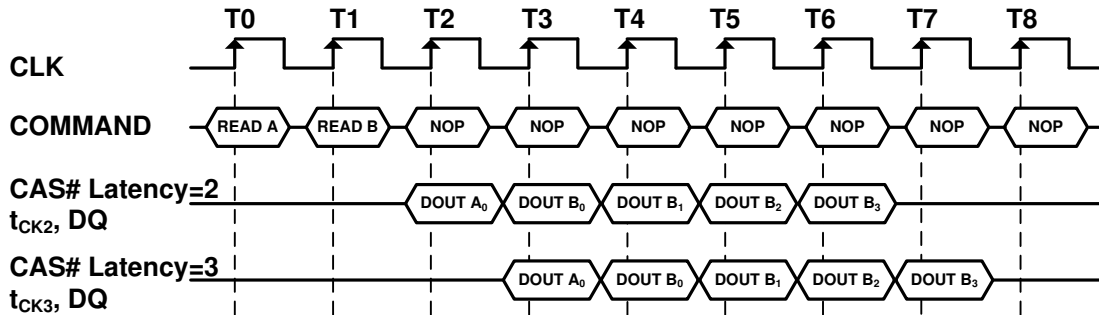 T0 T1 T2 T3 T4 T5 T6 T7 T8
CLK
COMMAND READ A READ B NOP NOP NOP NOP NOP NOP NOP
CAS# Latency=2
tCK2, DQ DOUT A0 DOUT B0 DOUT B1 DOUT B2 DOUT B3
CAS# Latency=3
tCK3, DQ DOUT A0 DOUT B0 DOUT B1 DOUT B2 DOUT B3